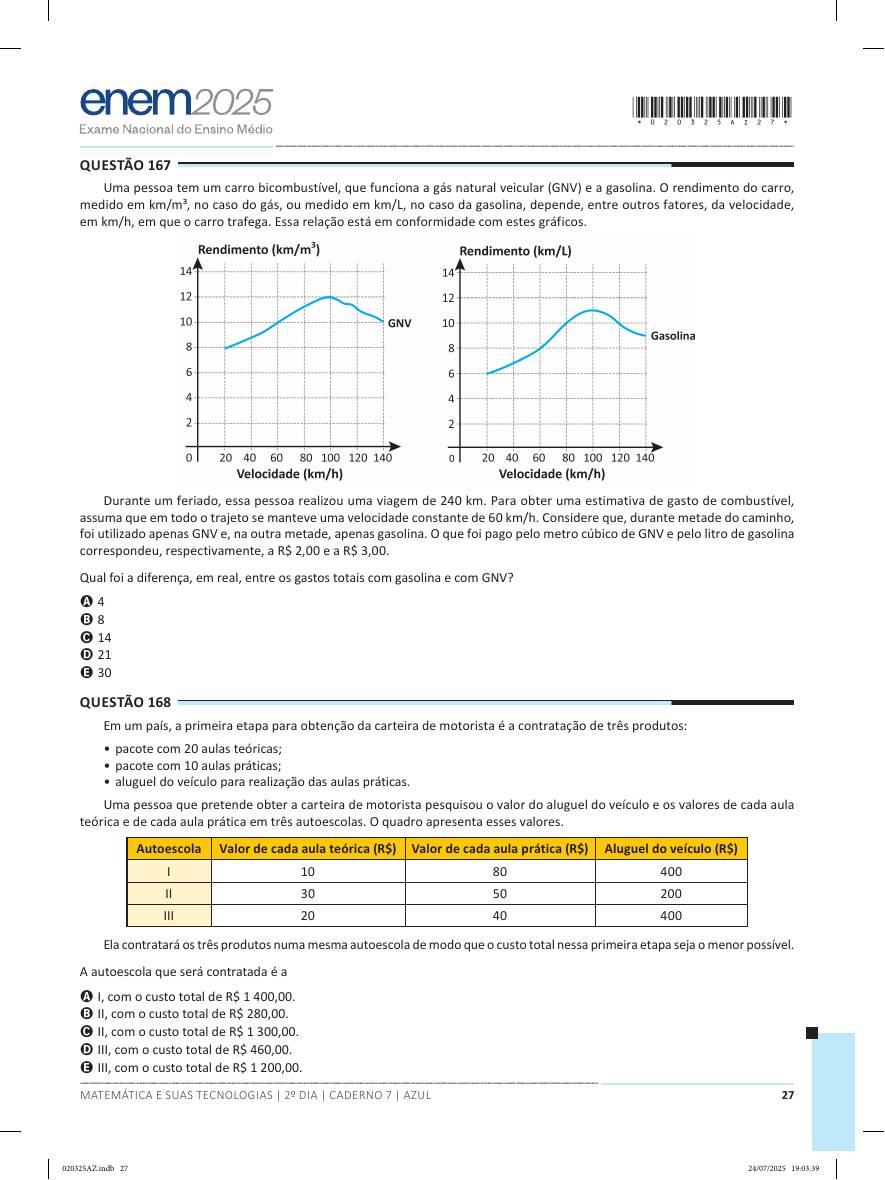 enem2025
Exame Nacional do Ensino Médio
*020325AZ27*
QUESTÃO 167
Uma pessoa tem um carro bicombustível, que funciona a gás natural veicular (GNV) e a gasolina. O rendimento do carro,
medido em km/m³, no caso do gás, ou medido em km/L, no caso da gasolina, depende, entre outros fatores, da velocidade,
em km/h, em que o carro trafega. Essa relação está em conformidade com estes gráficos.
Rendimento (km/m³)
14
12
10
8
6
4
2
0 20 40 60 80 100 120 140
GNV
Velocidade (km/h)
Rendimento (km/L)
14
12
10
8
6
4
2
0 20 40 60 80 100 120 140
Gasolina
Velocidade (km/h)
Durante um feriado, essa pessoa realizou uma viagem de 240 km. Para obter uma estimativa de gasto de combustível,
assuma que em todo o trajeto se manteve uma velocidade constante de 60 km/h. Considere que, durante metade do caminho,
foi utilizado apenas GNV e, na outra metade, apenas gasolina. O que foi pago pelo metro cúbico de GNV e pelo litro de gasolina
correspondeu, respectivamente, a R$ 2,00 e a R$ 3,00.
Qual foi a diferença, em real, entre os gastos totais com gasolina e com GNV?
A 4
B 8
C 14
D 21
E 30
QUESTÃO 168
Em um país, a primeira etapa para obtenção da carteira de motorista é a contratação de três produtos:
• pacote com 20 aulas teóricas;
• pacote com 10 aulas práticas;
• aluguel do veículo para realização das aulas práticas.
Uma pessoa que pretende obter a carteira de motorista pesquisou o valor do aluguel do veículo e os valores de cada aula
teórica e de cada aula prática em três autoescolas. O quadro apresenta esses valores.
Autoescola Valor de cada aula teórica (R$) Valor de cada aula prática (R$) Aluguel do veículo (R$)
I 10 80 400
II 30 50 200
III 20 40 400
Ela contratará os três produtos numa mesma autoescola de modo que o custo total nessa primeira etapa seja o menor possível.
A autoescola que será contratada é a
A I, com o custo total de R$ 1 400,00.
B II, com o custo total de R$ 280,00.
C II, com o custo total de R$ 1 300,00.
D III, com o custo total de R$ 460,00.
E III, com o custo total de R$ 1 200,00.
MATEMÁTICA E SUAS TECNOLOGIAS | 2º DIA | CADERNO 7 | AZUL 27
020325AZ.indb 27 24/07/2025 19:03:39